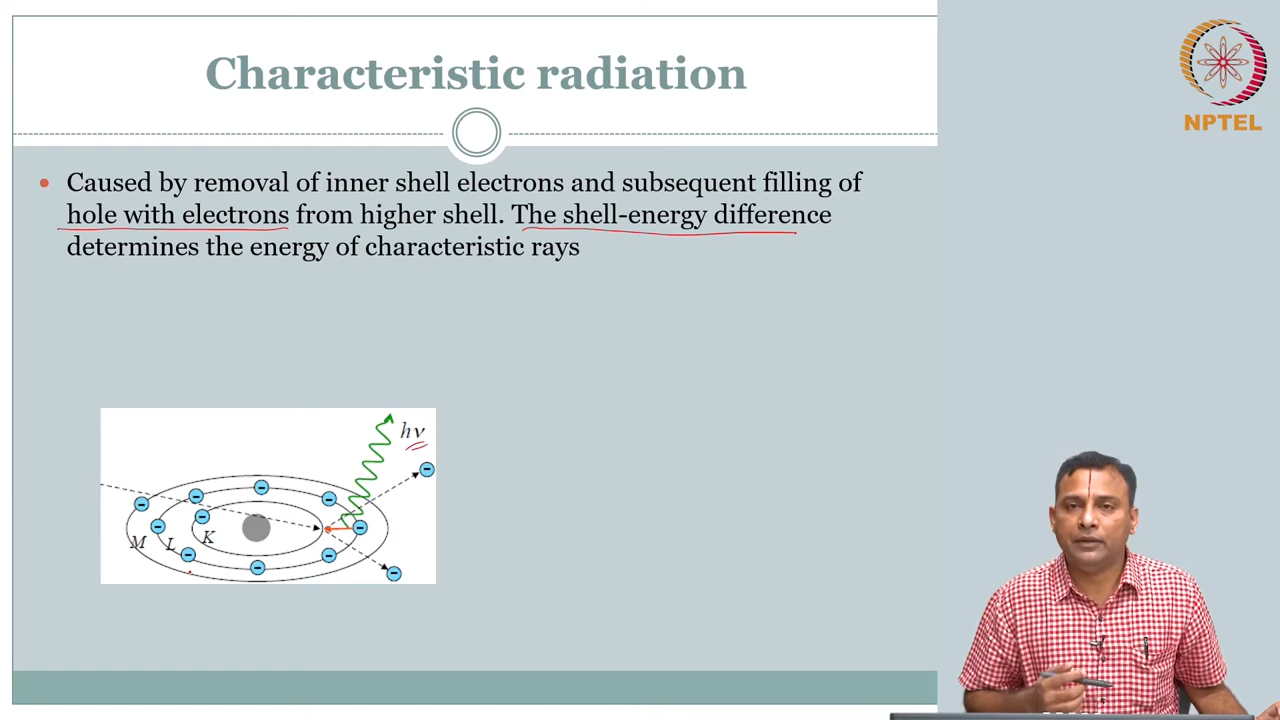 Characteristic radiation
NPTEL
• Caused by removal of inner shell electrons and subsequent filling of
hole with electrons from higher shell. The shell-energy difference
determines the energy of characteristic rays
hν
M L K